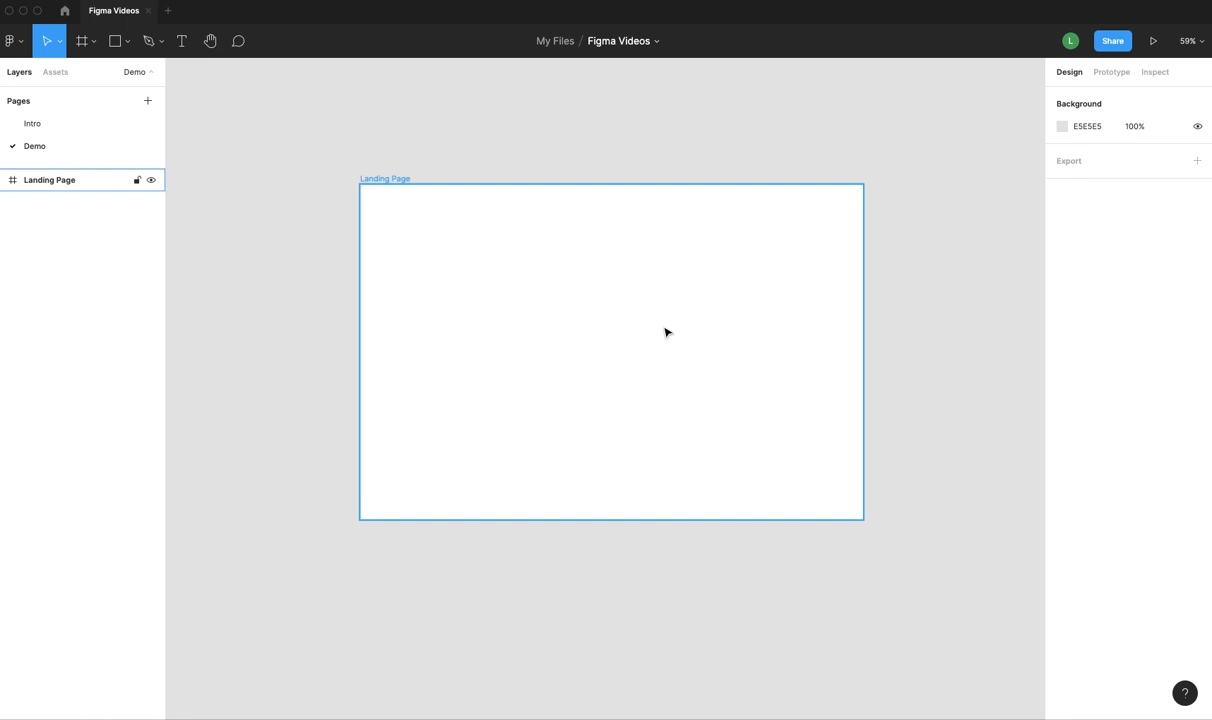 Figma Videos
My Files / Figma Videos
L
Share
59%
Layers Assets Demo
Pages
Intro
Demo
Landing Page
Landing Page
Design Prototype Inspect
Background
E5E5E5 100%
Export
?